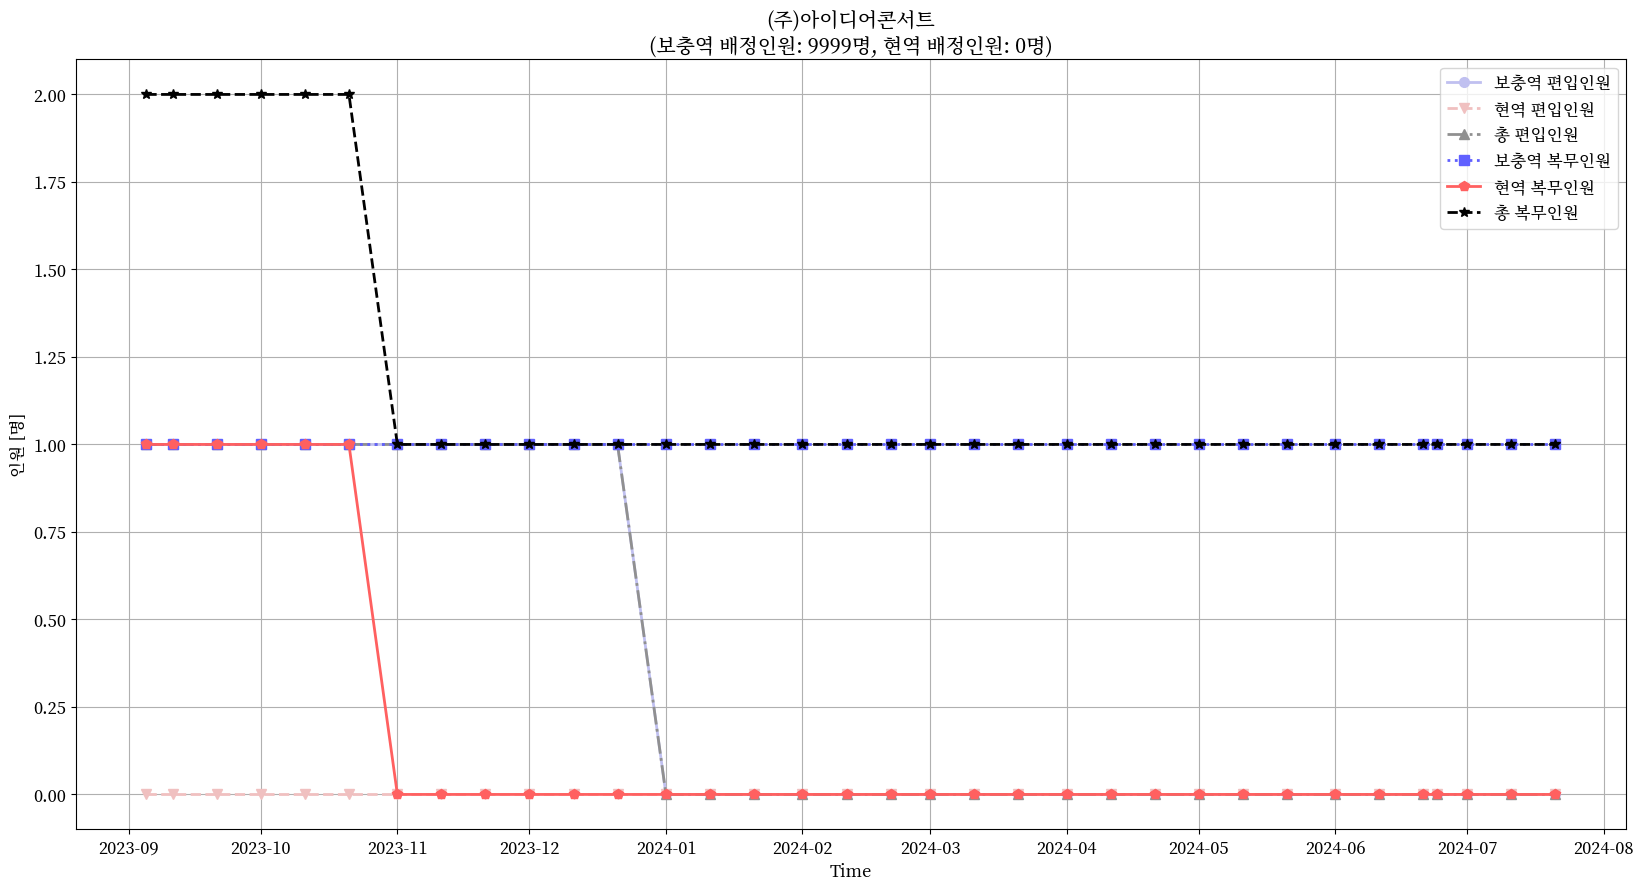 (주)아이디어콘서트
(보충역 배정인원: 9999명, 현역 배정인원: 0명)
보충역 편입인원
현역 편입인원
총 편입인원
보충역 복무인원
현역 복무인원
총 복무인원
인원 [명]
2.00
1.75
1.50
1.25
1.00
0.75
0.50
0.25
0.00
2023-09 2023-10 2023-11 2023-12 2024-01 2024-02 2024-03 2024-04 2024-05 2024-06 2024-07 2024-08
Time